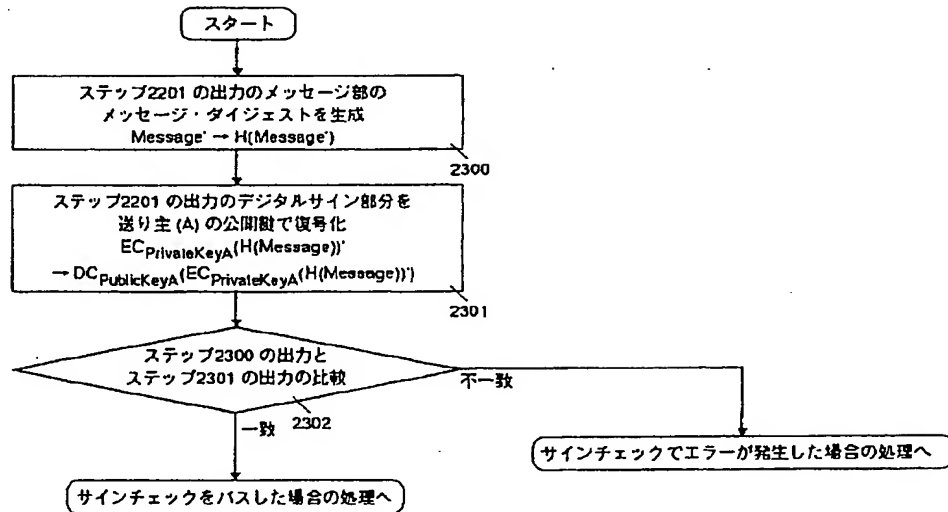 スタート
ステップ2201 の出力のメッセージ部の
メッセージ・ダイジェストを生成
Message' → H(Message')
2300
ステップ2201 の出力のデジタルサイン部分を
送り主 (A) の公開鍵で復号化
EC_PrivateKeyA(H(Message))'
→ DC_PublicKeyA(EC_PrivateKeyA(H(Message))')
2301
ステップ2300 の出力と
ステップ2301 の出力の比較
2302
不一致
一致
サインチェックでエラーが発生した場合の処理へ
サインチェックをパスした場合の処理へ